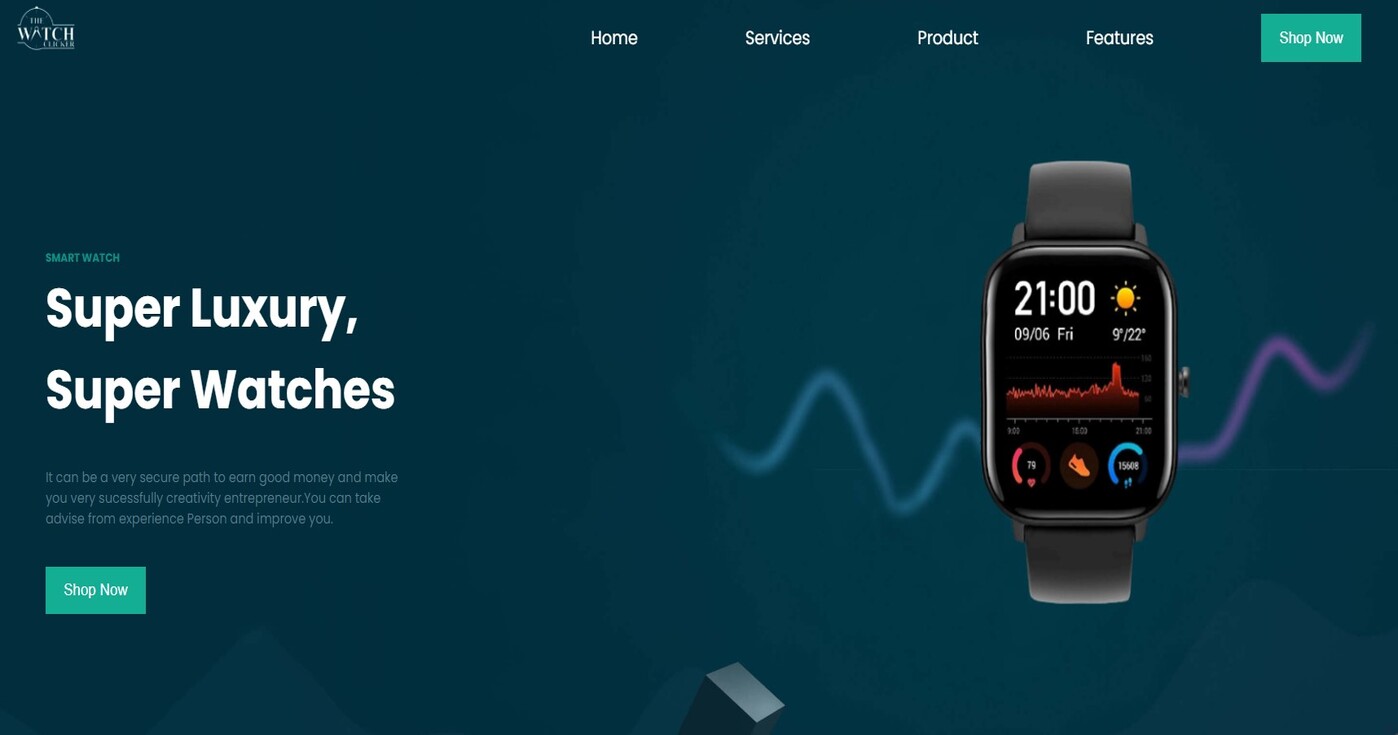 THE
WATCH
CLICKER
Home
Services
Product
Features
Shop Now
SMART WATCH
Super Luxury,
Super Watches
It can be a very secure path to earn good money and make
you very sucessfully creativity entrepreneur.You can take
advise from experience Person and improve you.
Shop Now
21:00
09/06 Fri
9°/22°
160
120
60
9:00
15:00
21:00
79
15608